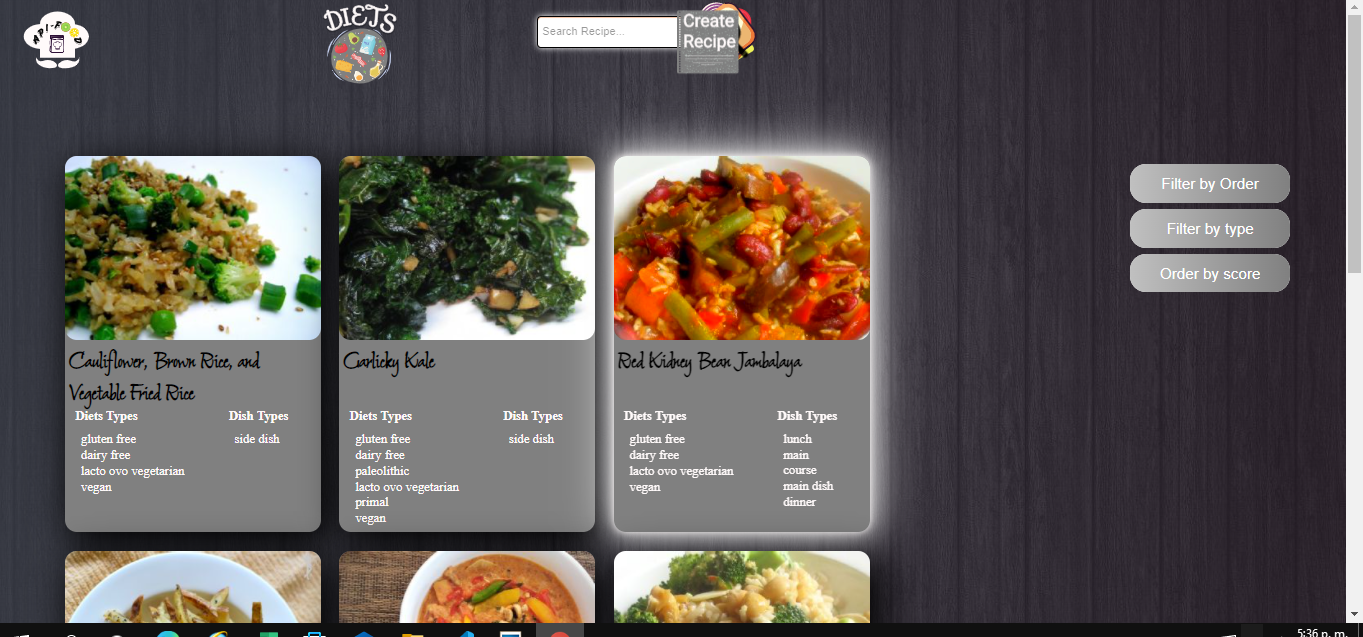 API-FOOD
DIETS
Search Recipe...
Create
Recipe
Filter by Order
Filter by type
Order by score
Cauliflower, Brown Rice, and
Vegetable Fried Rice
Diets Types
Dish Types
gluten free
side dish
dairy free
lacto ovo vegetarian
vegan
Garlicky Kale
Diets Types
Dish Types
gluten free
side dish
dairy free
paleolithic
lacto ovo vegetarian
primal
vegan
Red Kidney Bean Jambalaya
Diets Types
Dish Types
gluten free
lunch
dairy free
main
lacto ovo vegetarian
course
vegan
main dish
dinner
5:36 p. m.